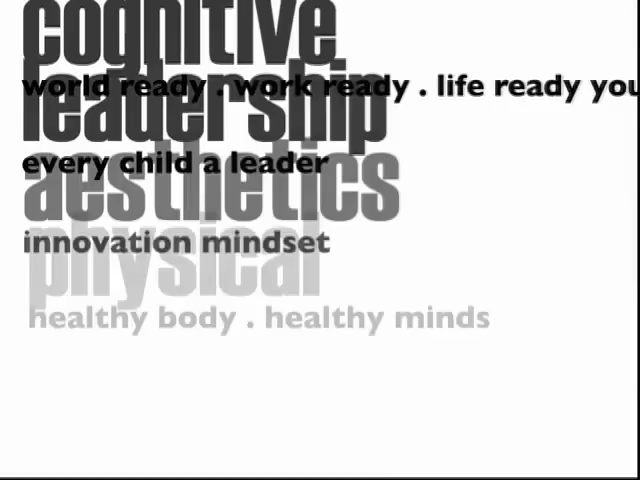 cognitive
world ready . work ready . life ready
leadership
every child a leader
aesthetics
innovation mindset
physical
healthy body . healthy minds